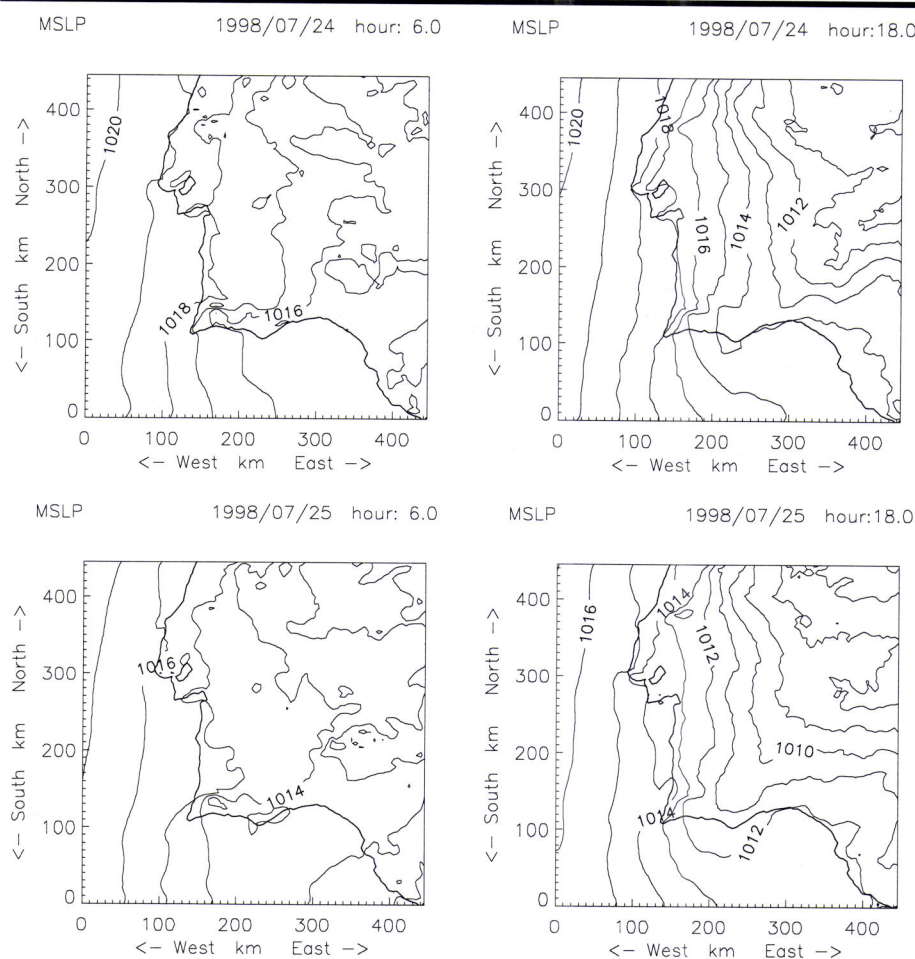 MSLP 1998/07/24 hour: 6.0
1020
1018
1016
400
300
200
100
0
<— South km North —>
0 100 200 300 400
<— West km East —>
MSLP 1998/07/24 hour:18.0
1020
1018
1016
1014
1012
400
300
200
100
0
<— South km North —>
0 100 200 300 400
<— West km East —>
MSLP 1998/07/25 hour: 6.0
1016
1014
400
300
200
100
0
<— South km North —>
0 100 200 300 400
<— West km East —>
MSLP 1998/07/25 hour:18.0
1016
1014
1012
1010
1014
1012
400
300
200
100
0
<— South km North —>
0 100 200 300 400
<— West km East —>